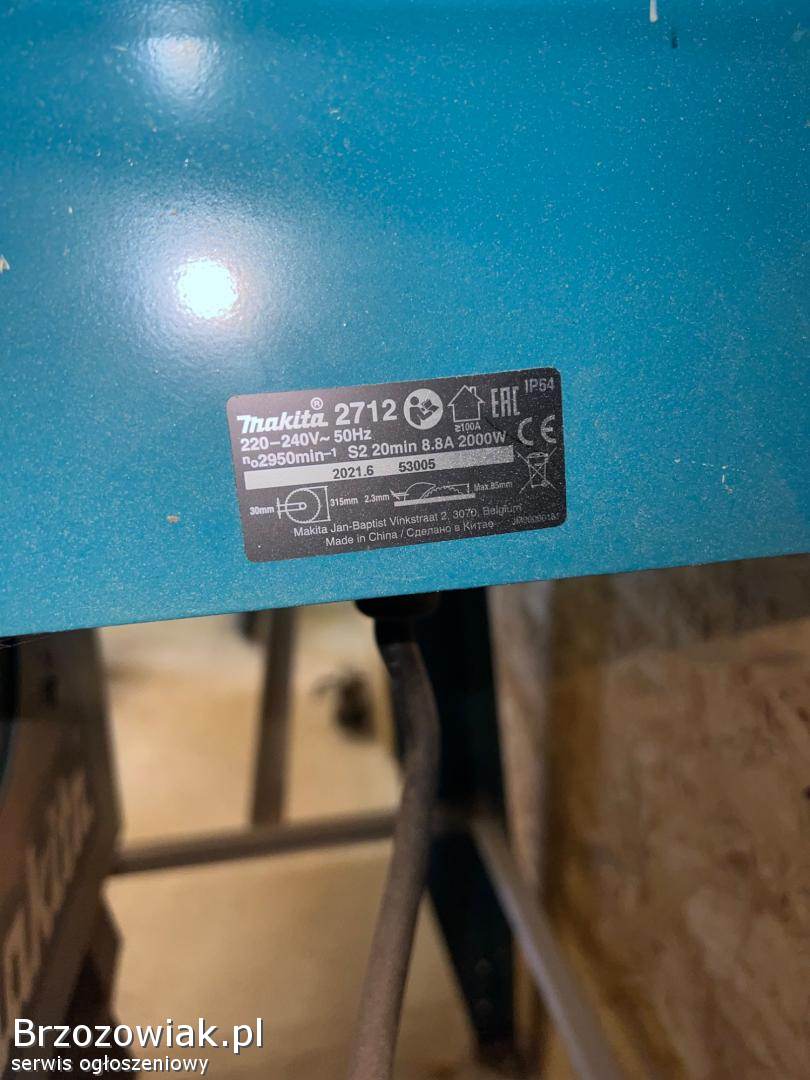 makita® 2712
IP54
220-240V~ 50Hz
≥100A
EAC
n₀2950min⁻¹ S2 20min 8.8A 2000W
CE
2021.6 53005
30mm 315mm 2.3mm Max.85mm
Makita Jan-Baptist Vinkstraat 2, 3070, Belgium
Made in China / Сделано в Китае
makita
Brzozowiak.pl
serwis ogłoszeniowy